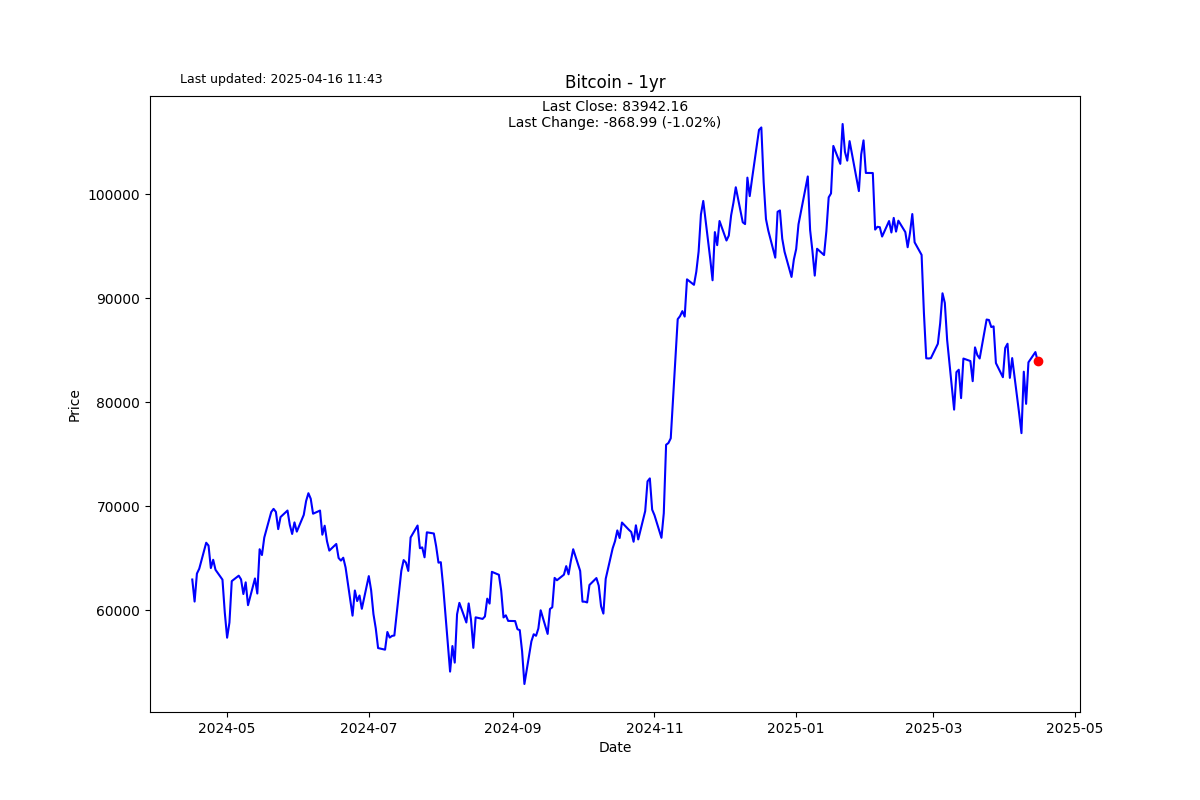 Last updated: 2025-04-16 11:43
Bitcoin - 1yr
Last Close: 83942.16
Last Change: -868.99 (-1.02%)
100000
90000
80000
70000
60000
Price
2024-05
2024-07
2024-09
2024-11
2025-01
2025-03
2025-05
Date